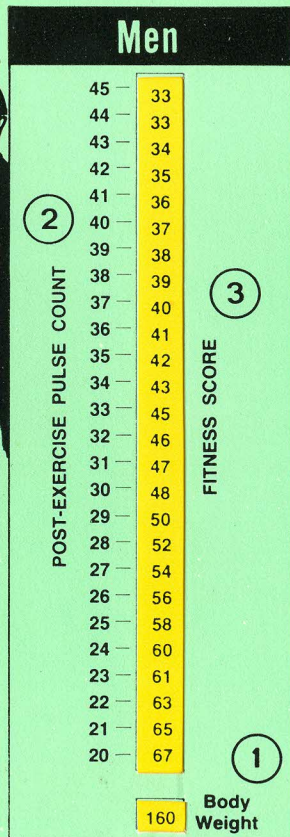 Men
45 — 33
44 — 33
43 — 34
42 — 35
41 — 36
2
40 — 37
39 — 38
38 — 39
3
37 — 40
36 — 41
35 — 42
34 — 43
33 — 45
32 — 46
31 — 47
30 — 48
29 — 50
28 — 52
27 — 54
26 — 56
25 — 58
24 — 60
23 — 61
22 — 63
21 — 65
20 — 67
POST-EXERCISE PULSE COUNT
FITNESS SCORE
1
160 Body
Weight